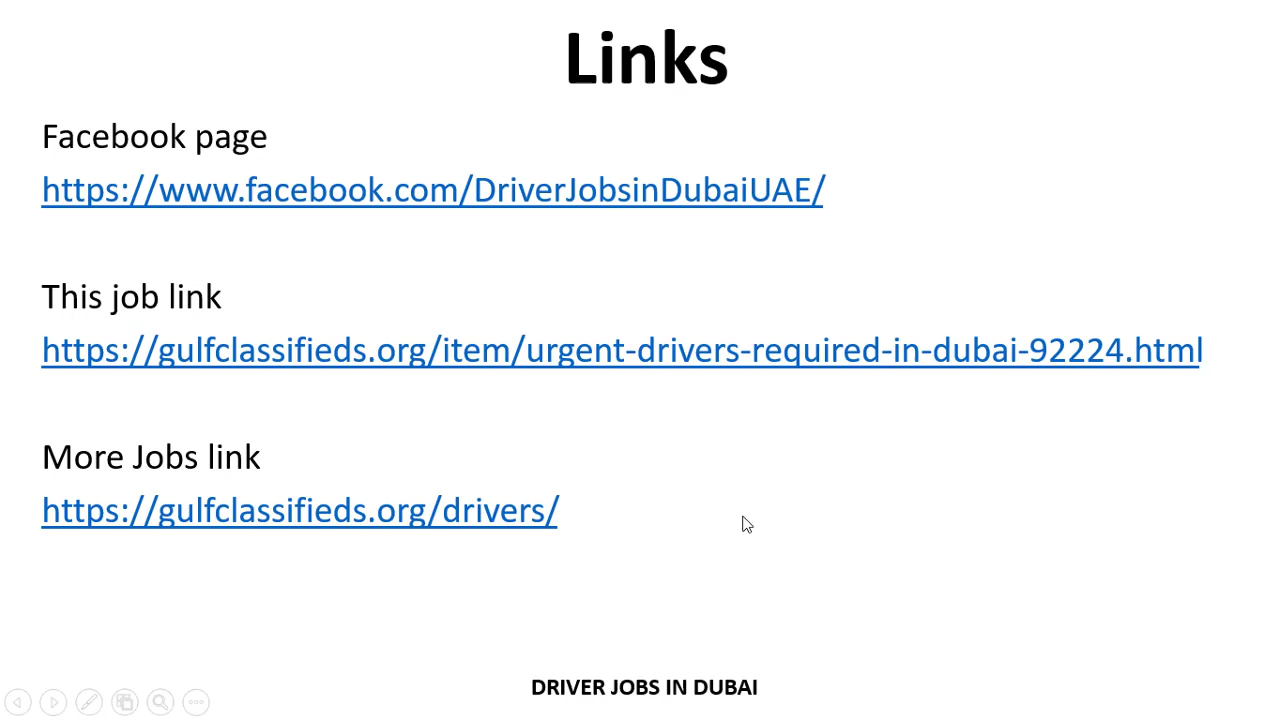 Links
Facebook page
https://www.facebook.com/DriverJobsinDubaiUAE/
This job link
https://gulfclassifieds.org/item/urgent-drivers-required-in-dubai-92224.html
More Jobs link
https://gulfclassifieds.org/drivers/
DRIVER JOBS IN DUBAI